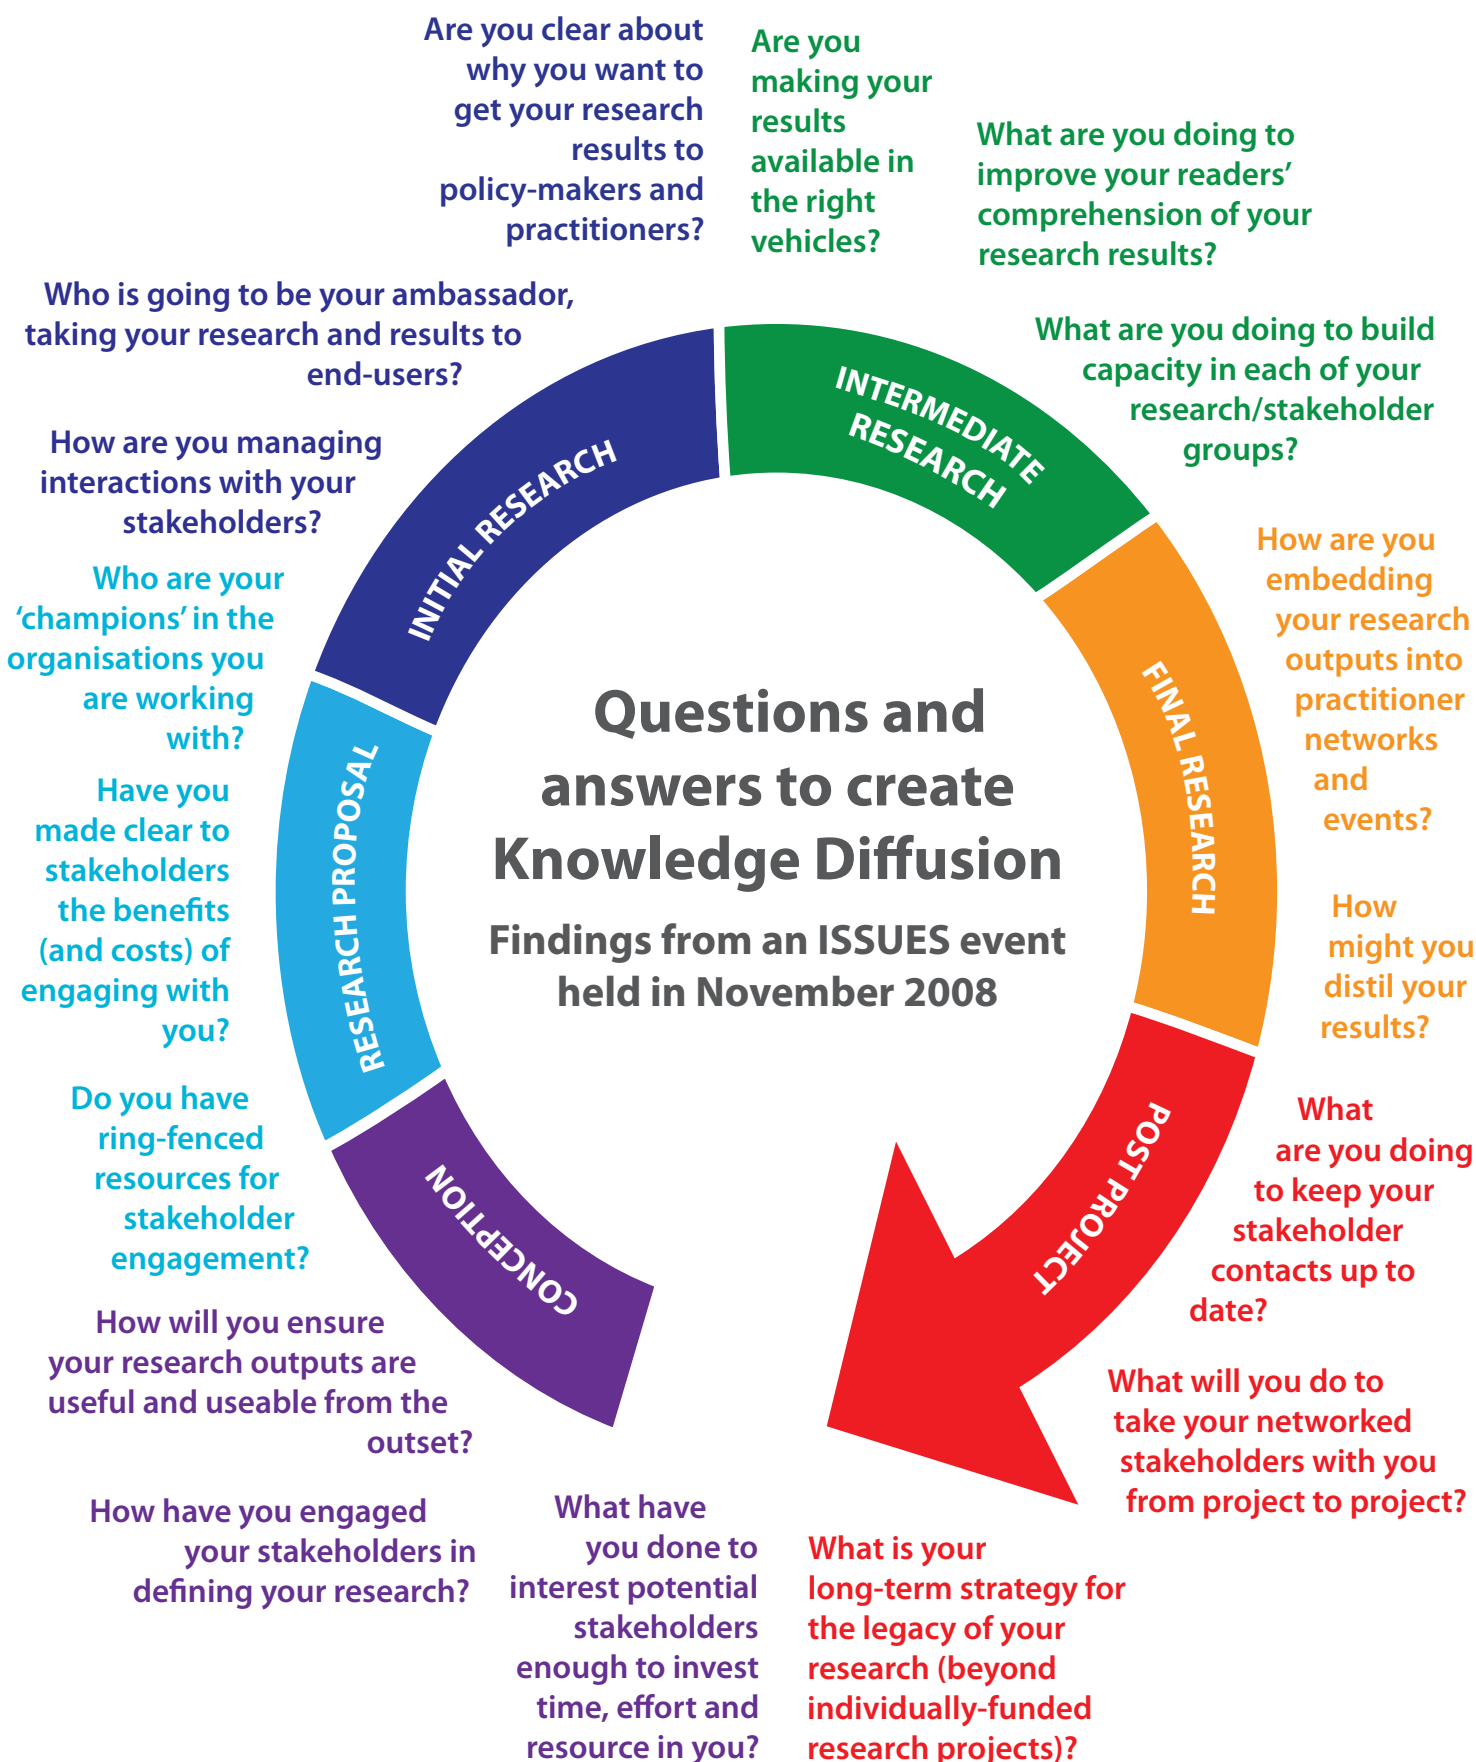 Are you clear about
why you want to
get your research
results to
policy-makers and
practitioners?
Are you
making your
results
available in
the right
vehicles?
What are you doing to
improve your readers’
comprehension of your
research results?
Who is going to be your ambassador,
taking your research and results to
end-users?
What are you doing to build
capacity in each of your
research/stakeholder
groups?
How are you managing
interactions with your
stakeholders?
INITIAL RESEARCH
INTERMEDIATE
RESEARCH
How are you
embedding
your research
outputs into
practitioner
networks
and
events?
Who are your
‘champions’ in the
organisations you
are working
with?
FINAL RESEARCH
Questions and
answers to create
Knowledge Diffusion
Findings from an ISSUES event
held in November 2008
RESEARCH PROPOSAL
Have you
made clear to
stakeholders
the benefits
(and costs) of
engaging with
you?
How
might you
distil your
results?
Do you have
ring-fenced
resources for
stakeholder
engagement?
CONCEPTION
POST PROJECT
What
are you doing
to keep your
stakeholder
contacts up to
date?
How will you ensure
your research outputs are
useful and useable from the
outset?
What will you do to
take your networked
stakeholders with you
from project to project?
How have you engaged
your stakeholders in
defining your research?
What have
you done to
interest potential
stakeholders
enough to invest
time, effort and
resource in you?
What is your
long-term strategy for
the legacy of your
research (beyond
individually-funded
research projects)?